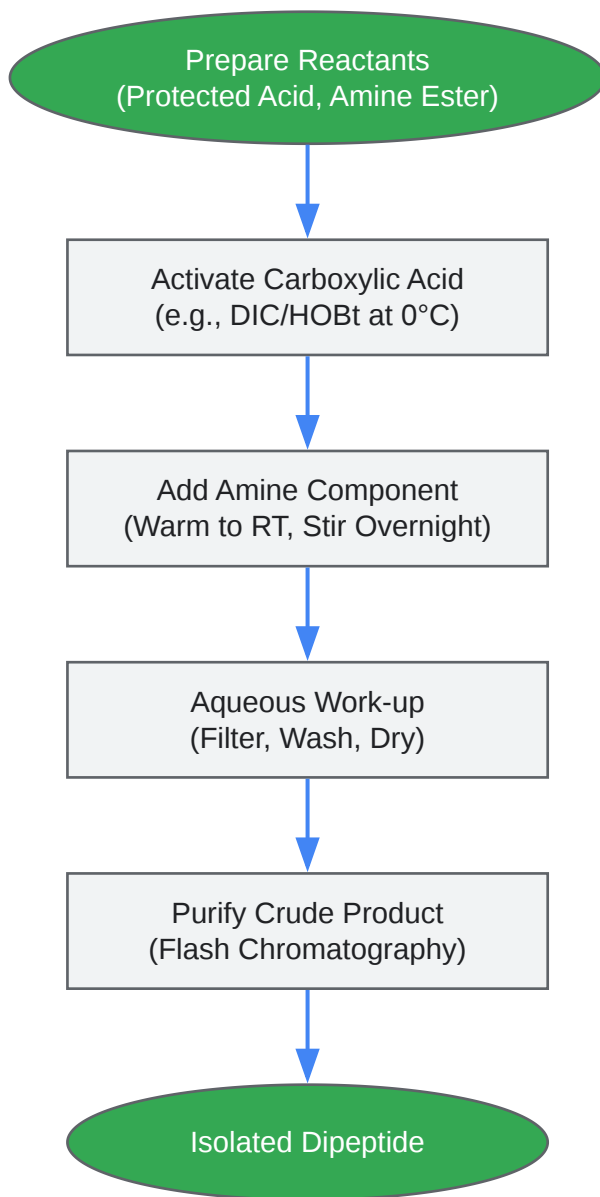 Prepare Reactants
(Protected Acid, Amine Ester)
Activate Carboxylic Acid
(e.g., DIC/HOBt at 0°C)
Add Amine Component
(Warm to RT, Stir Overnight)
Aqueous Work-up
(Filter, Wash, Dry)
Purify Crude Product
(Flash Chromatography)
Isolated Dipeptide